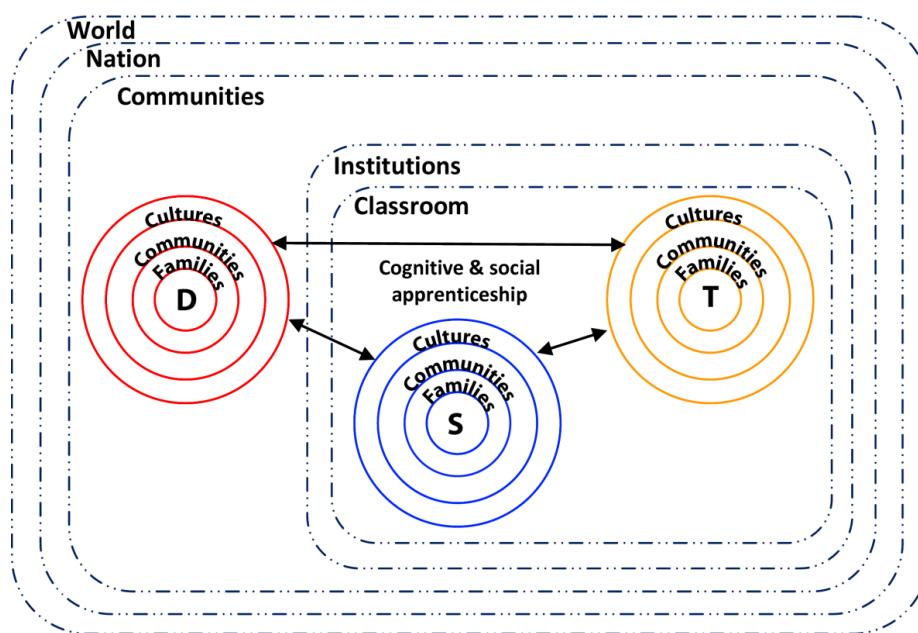 World
Nation
Communities
Institutions
Classroom
Cultures
Communities
Families
D
Cultures
Communities
Families
T
Cognitive & social
apprenticeship
Cultures
Communities
Families
S